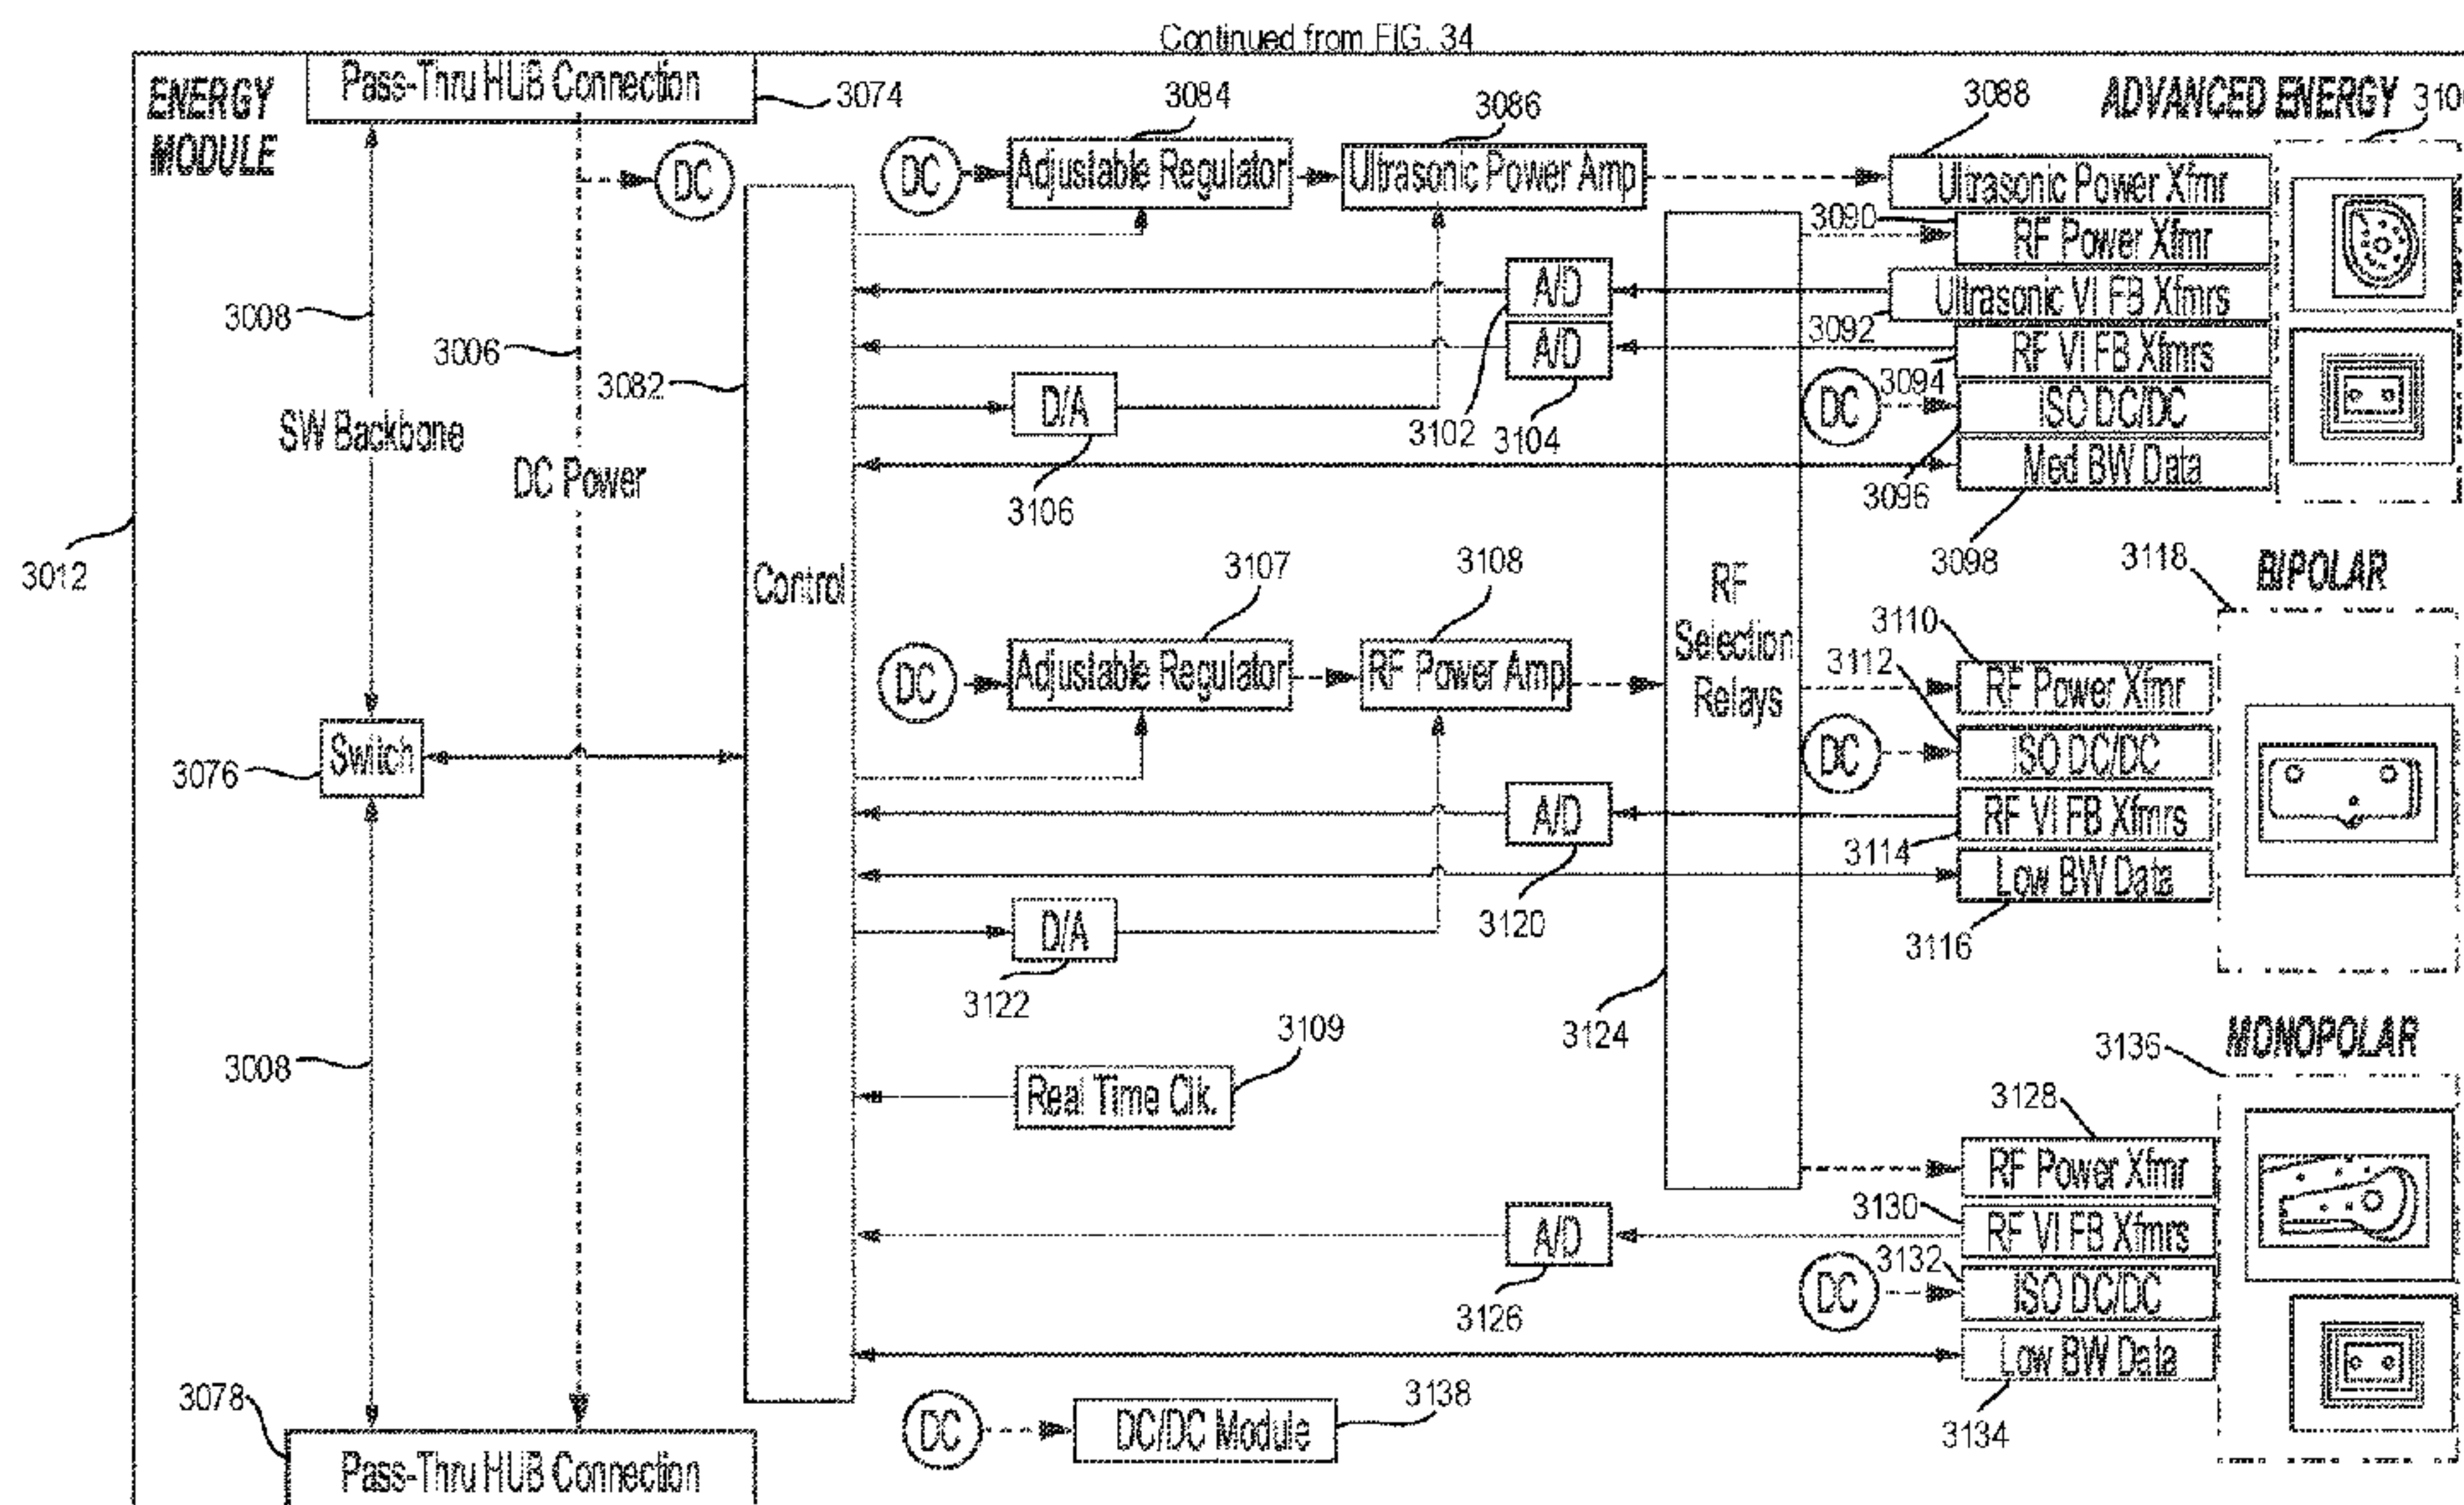 Continued from FIG. 34
ENERGY
MODULE
Pass-Thru HUB Connection
3074
3084
3086
3088
ADVANCED ENERGY
310
DC
DC
Adjustable Regulator
Ultrasonic Power Amp
Ultrasonic Power Xfmr
3090
RF Power Xfmr
A/D
Ultrasonic VI FB Xfmrs
3008
3092
3006
A/D
RF VI FB Xfmrs
3082
3094
D/A
3102
3104
DC
ISO DC/DC
SW Backbone
Med BW Data
DC Power
3106
3096
3012
3098
Control
3107
3108
RF
Selection
Relays
3118
BIPOLAR
3110
3112
DC
Adjustable Regulator
RF Power Amp
RF Power Xfmr
3076
Switch
DC
ISO DC/DC
A/D
RF VI FB Xfmrs
3114
Low BW Data
D/A
3120
3116
3122
3109
3124
3136
MONOPOLAR
3008
Real Time Clk.
3128
RF Power Xfmr
3130
A/D
RF VI FB Xfmrs
3132
3126
DC
ISO DC/DC
Low BW Data
3078
3138
3134
DC
DC/DC Module
Pass-Thru HUB Connection